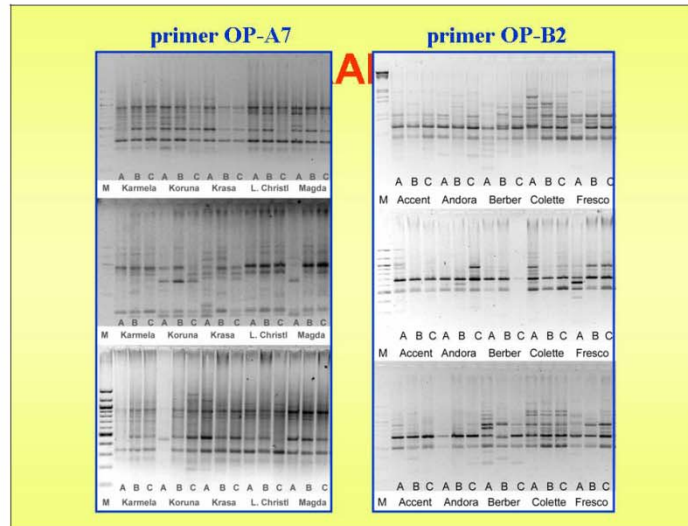 primer OP-A7
primer OP-B2
A B C A B C A B C A B C A B C
M Karmela Koruna Krasa L. Christl Magda
A B C A B C A B C A B C A B C
M Karmela Koruna Krasa L. Christl Magda
A B C A B C A B C A B C A B C
M Karmela Koruna Krasa L. Christl Magda
A B C A B C A B C A B C A B C
M Accent Andora Berber Colette Fresco
A B C A B C A B C A B C A B C
M Accent Andora Berber Colette Fresco
A B C A B C A B C A B C A B C
M Accent Andora Berber Colette Fresco